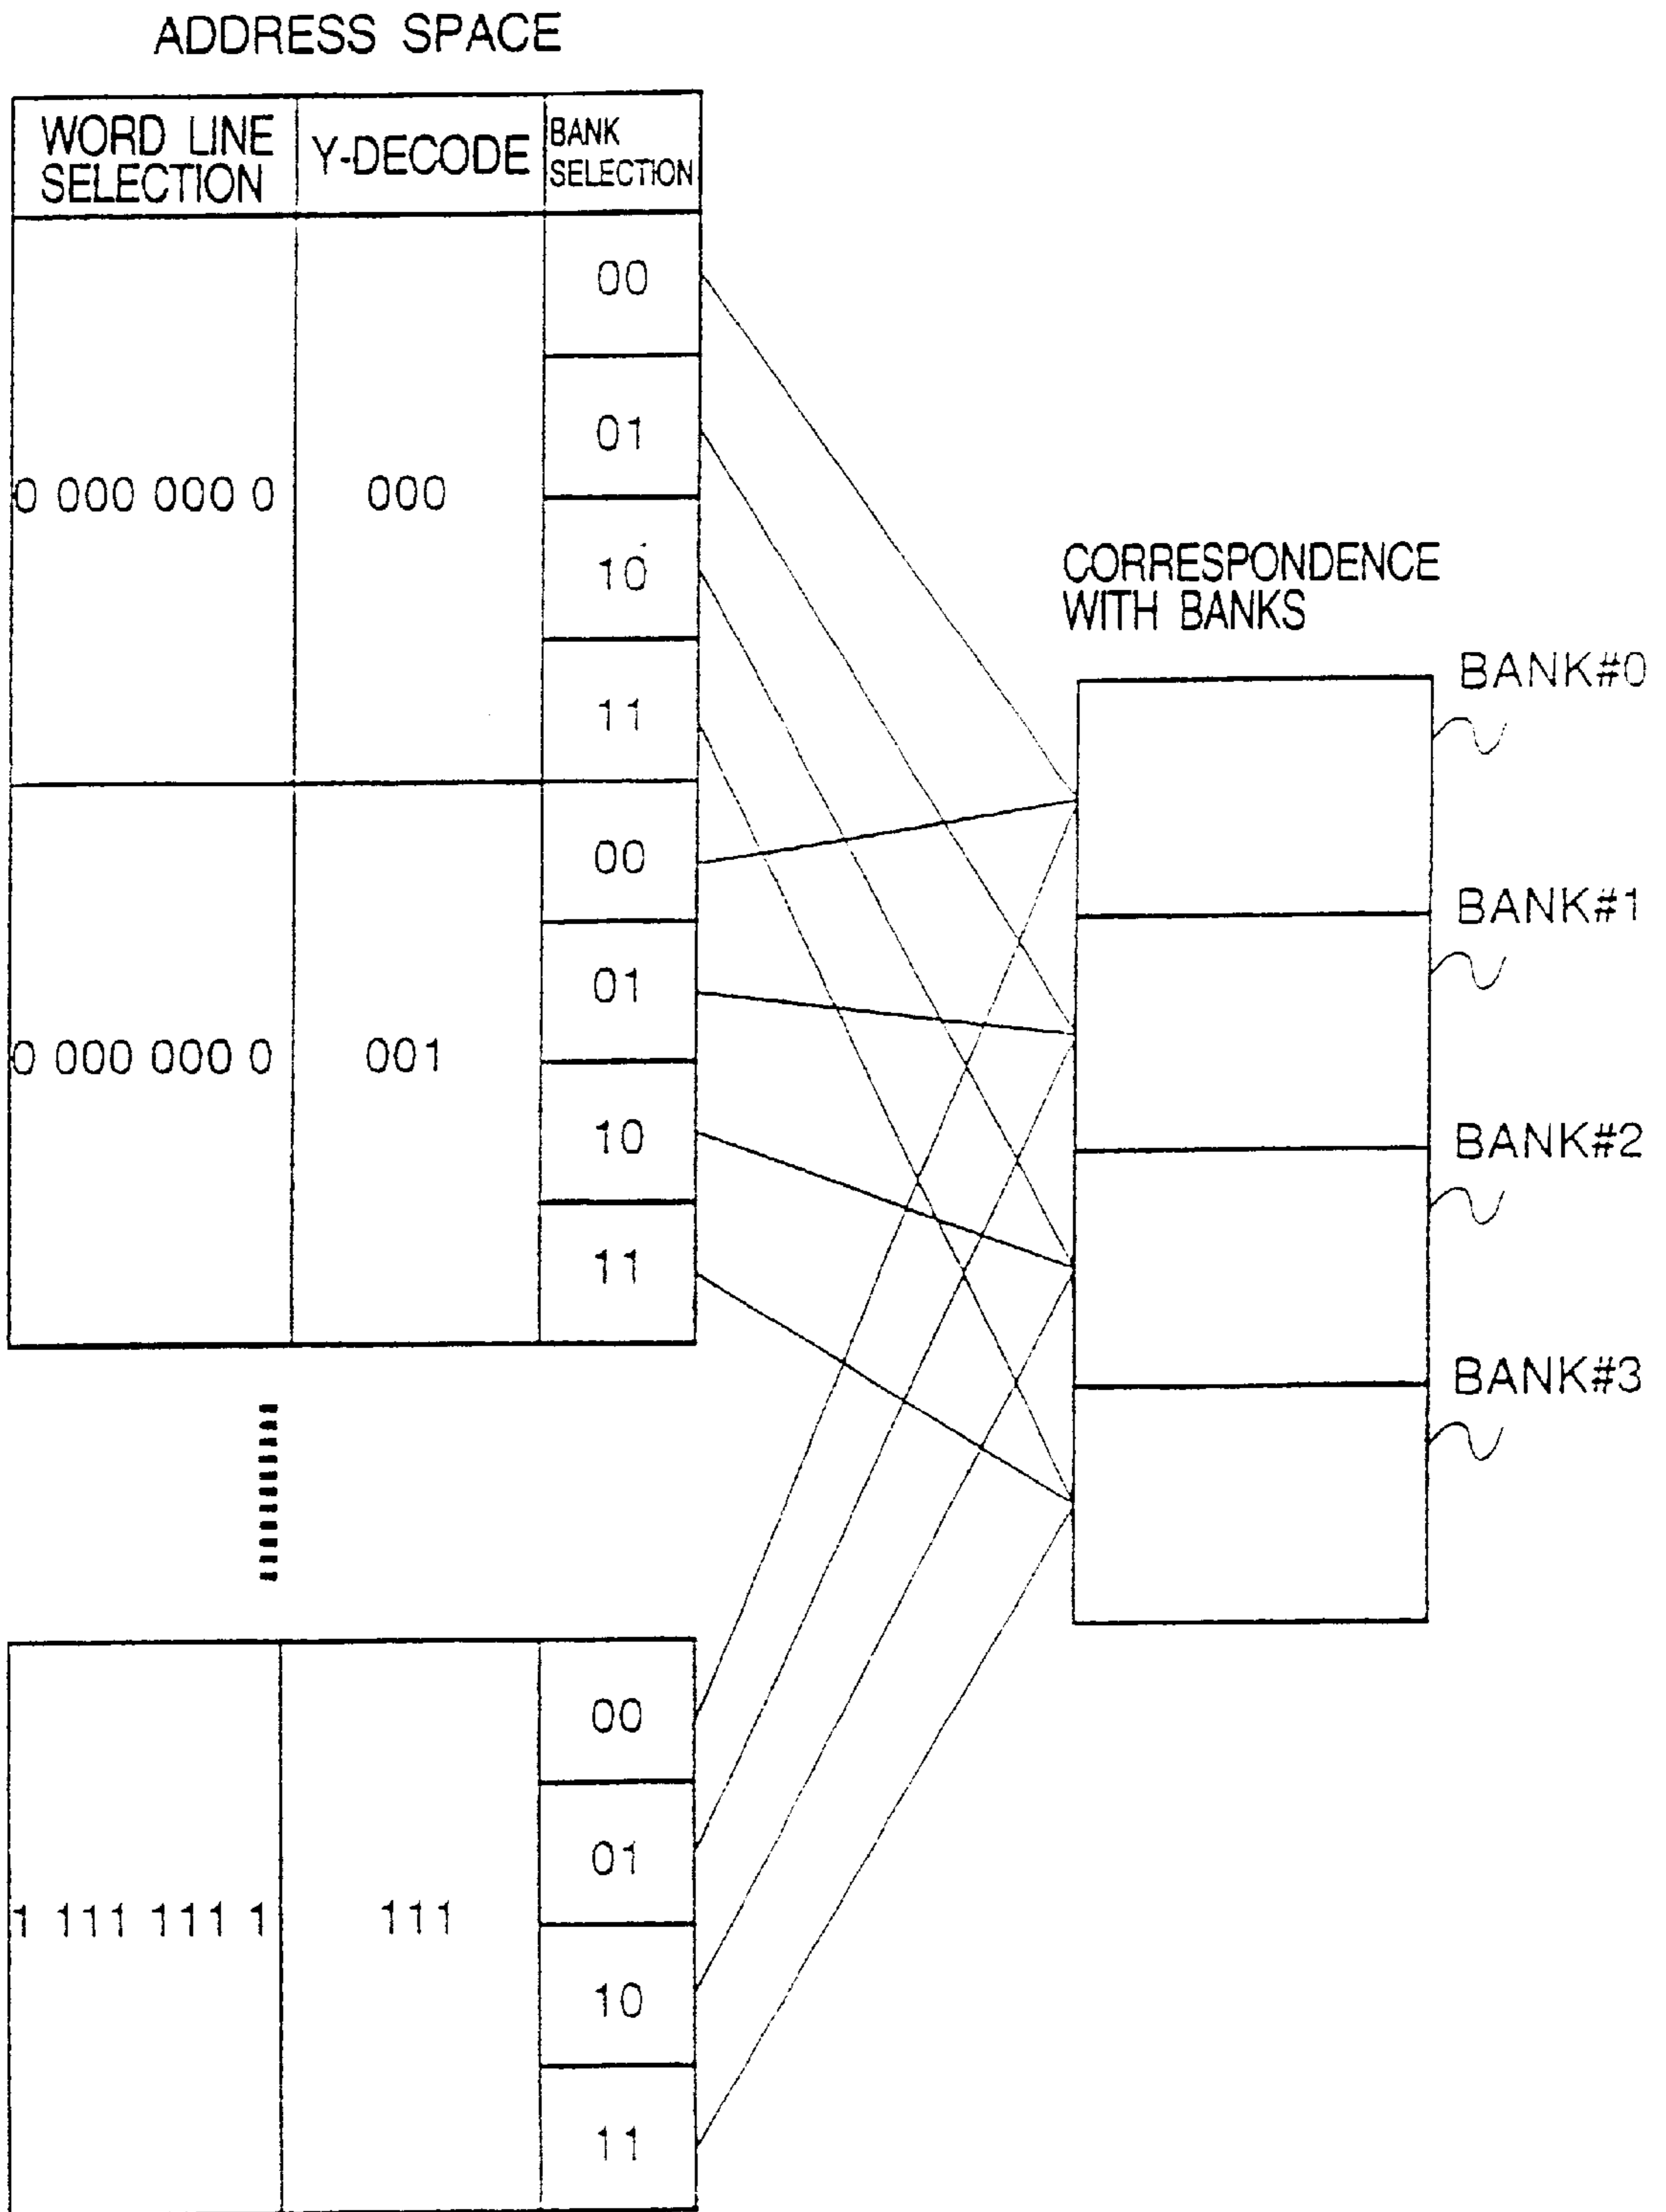 ADDRESS SPACE
WORD LINE
SELECTION
Y-DECODE
BANK
SELECTION
0 000 000 0
000
00
01
10
11
0 000 000 0
001
00
01
10
11
1 111 111 1
111
00
01
10
11
CORRESPONDENCE
WITH BANKS
BANK#0
BANK#1
BANK#2
BANK#3